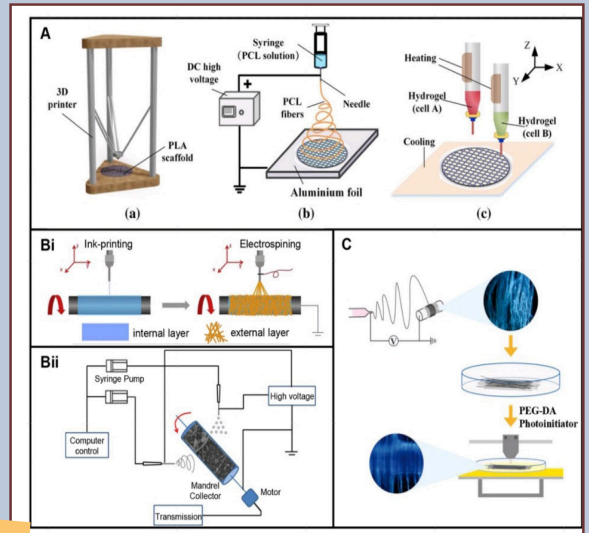 A
3D
printer
PLA
scaffold
(a)
DC high
voltage
+
Syringe
(PCL solution)
PCL
fibers
Needle
Aluminium foil
(b)
Heating
Z
X
Y
Hydrogel
(cell A)
Hydrogel
(cell B)
Cooling
(c)
Bi
Ink-printing
Electrospining
internal layer
external layer
Bii
Syringe Pump
High voltage
Computer
control
Mandrel
Collector
Motor
Transmission
C
V
PEG-DA
Photoinitiator